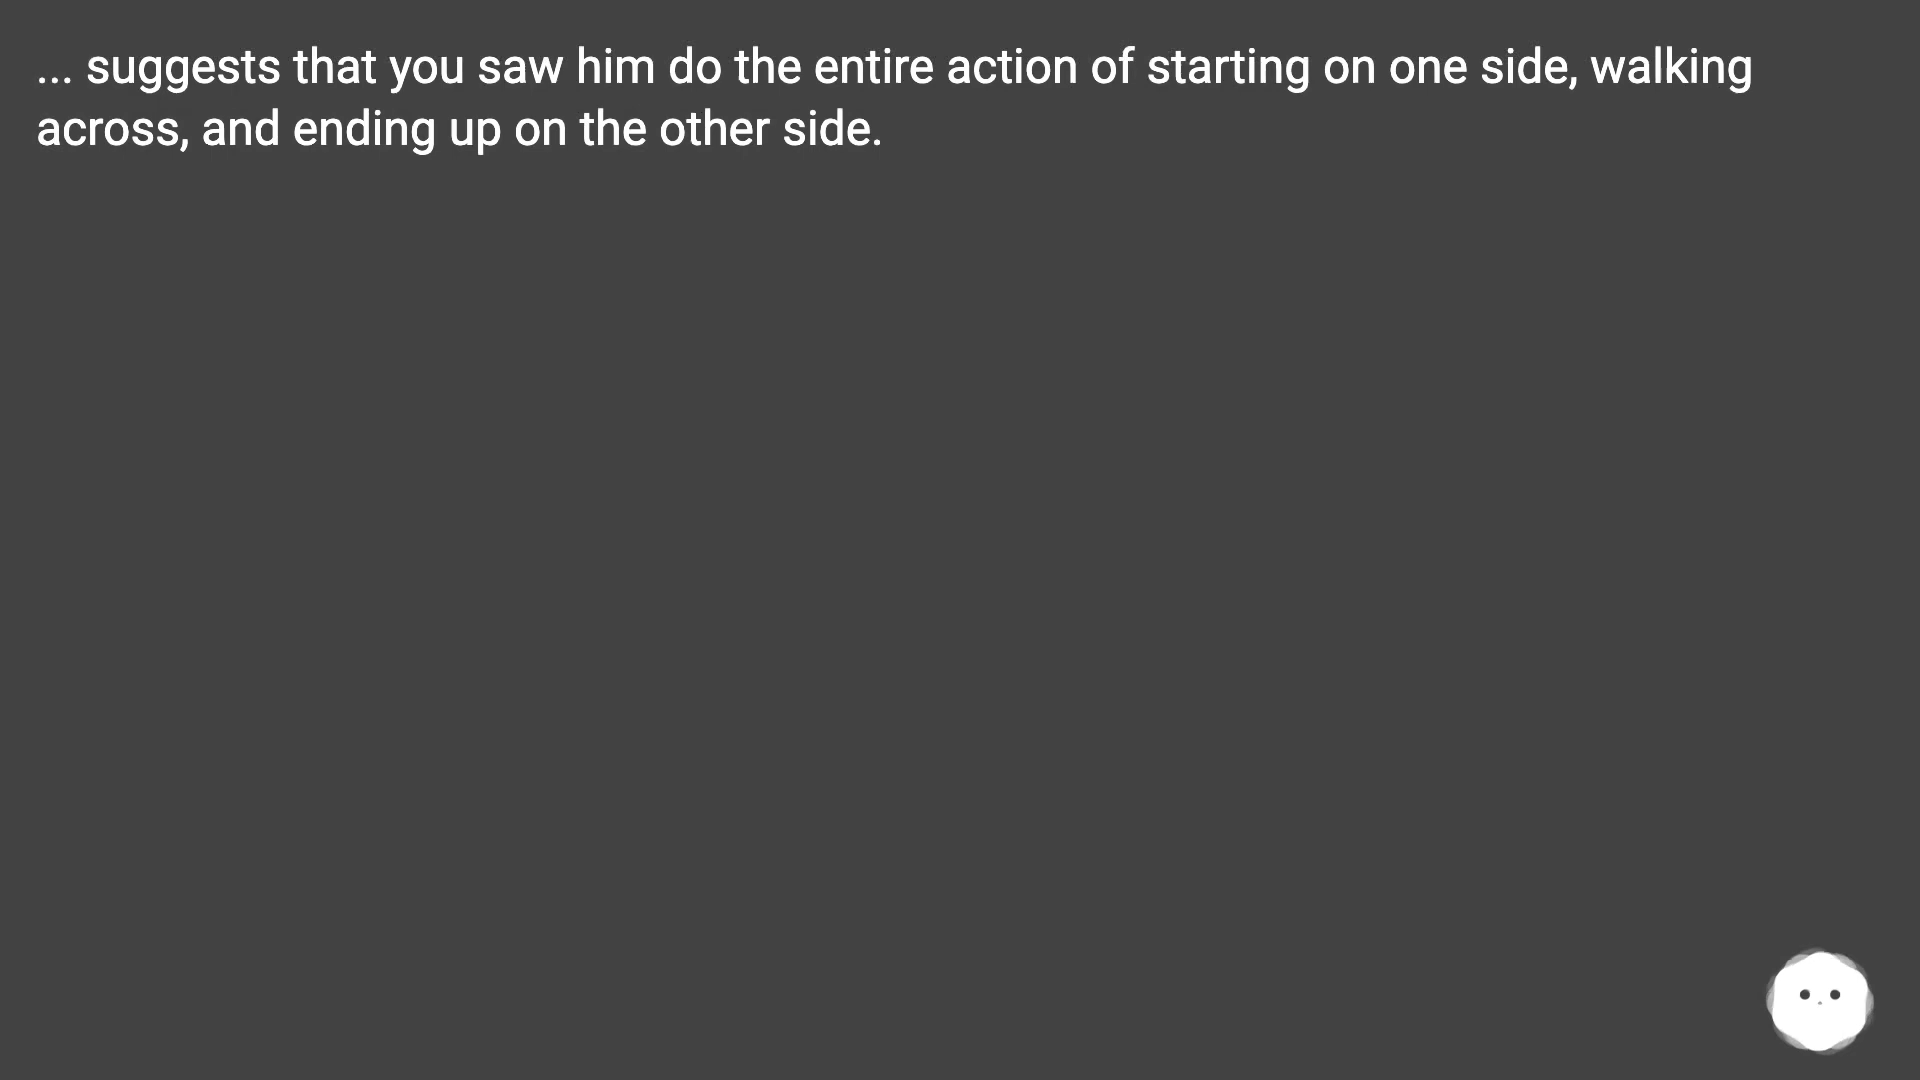 ... suggests that you saw him do the entire action of starting on one side, walking
across, and ending up on the other side.